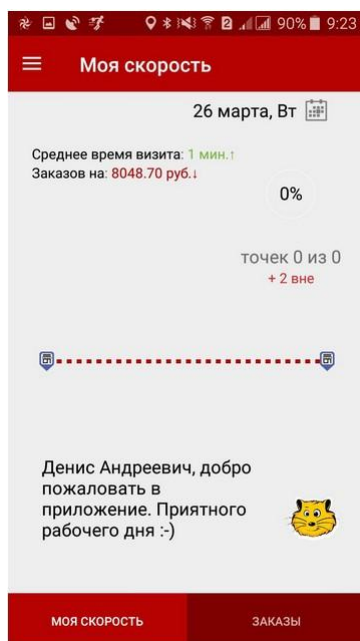 2 90% 9:23
Моя скорость
26 марта, Вт
Среднее время визита: 1 мин.↑
Заказов на: 8048.70 руб.↓
0%
точек 0 из 0
+ 2 вне
Денис Андреевич, добро
пожаловать в
приложение. Приятного
рабочего дня :-)
МОЯ СКОРОСТЬ ЗАКАЗЫ